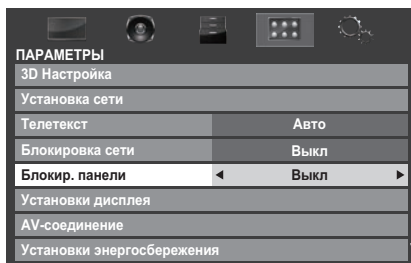 ПАРАМЕТРЫ
3D Настройка
Установка сети
Телетекст Авто
Блокировка сети Выкл
Блокир. панели ◀ Выкл ▶
Установки дисплея
AV-соединение
Установки энергосбережения